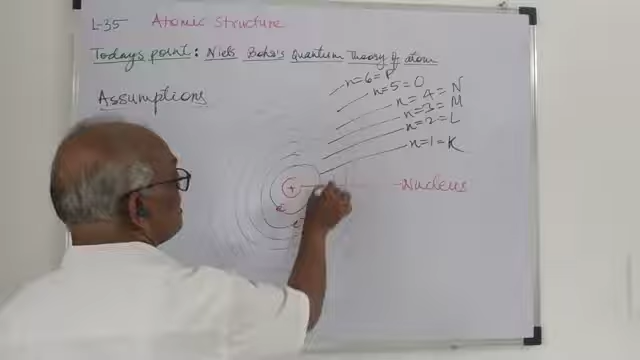 L-35 Atomic Structure
Todays point: Niels Bohr's Quantum Theory of atom
Assumptions
n=6=P
n=5=O
n=4=N
n=3=M
n=2=L
n=1=K
+
Nucleus
e
e